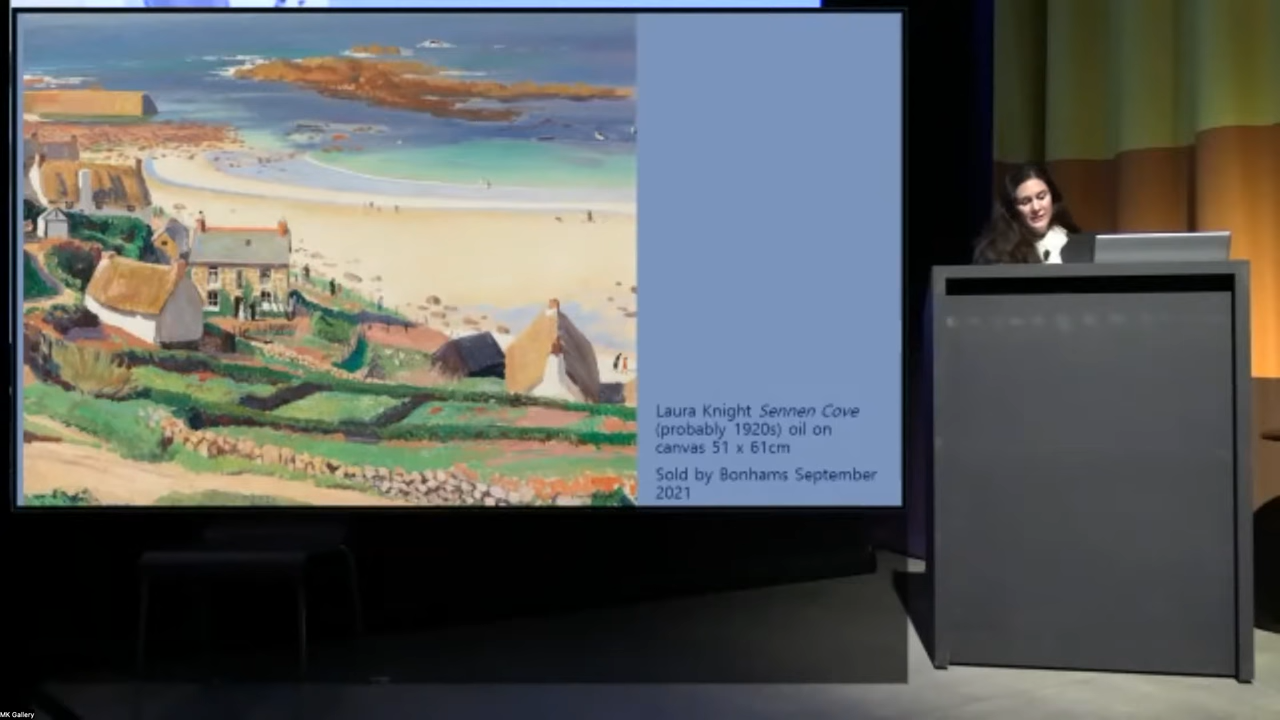 Laura Knight Sennen Cove
(probably 1920s) oil on
canvas 51 x 61cm
Sold by Bonhams September
2021
MK Gallery